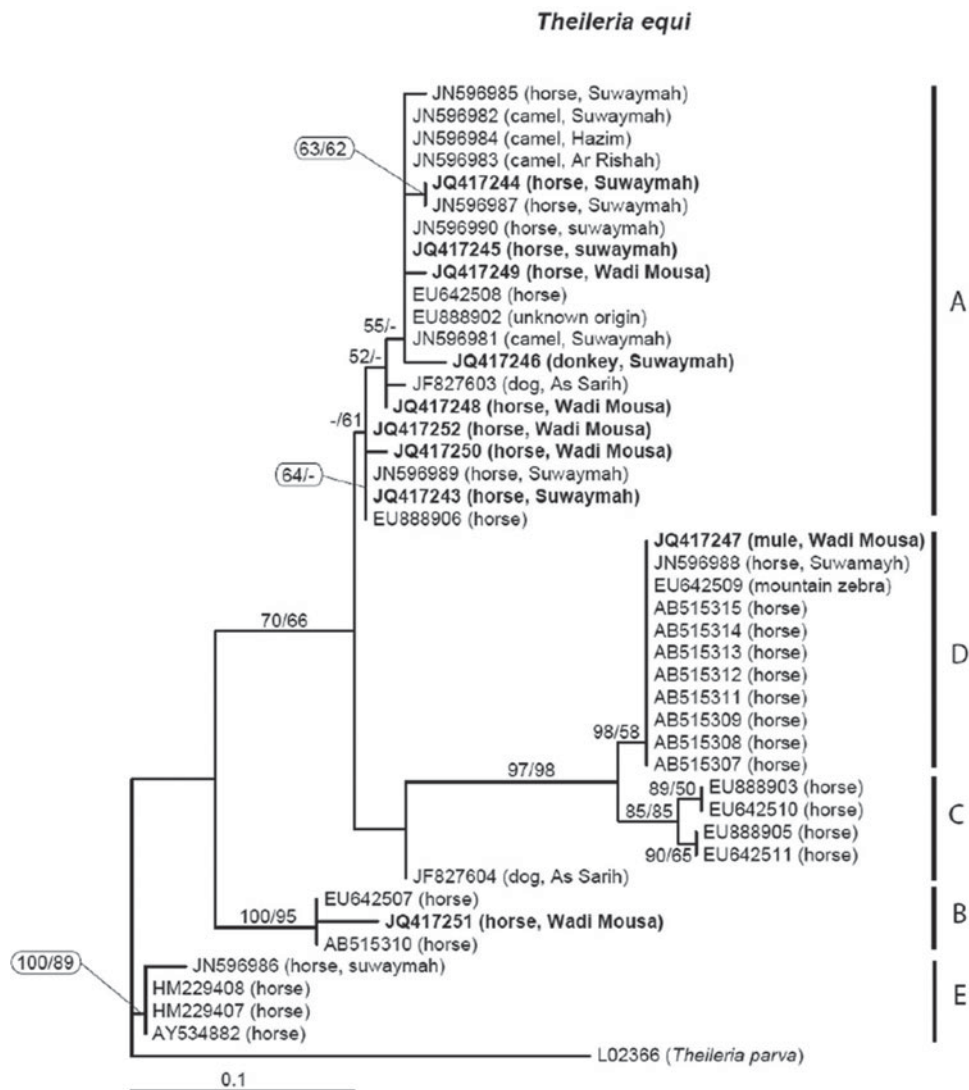 Theileria equi
JN596985 (horse, Suwaymah)
JN596982 (camel, Suwaymah)
JN596984 (camel, Hazim)
63/62
JN596983 (camel, Ar Rishah)
JQ417244 (horse, Suwaymah)
JN596987 (horse, Suwaymah)
JN596990 (horse, suwaymah)
JQ417245 (horse, suwaymah)
JQ417249 (horse, Wadi Mousa)
EU642508 (horse)
A
EU888902 (unknown origin)
55/-
JN596981 (camel, Suwaymah)
52/-
JQ417246 (donkey, Suwaymah)
JF827603 (dog, As Sarih)
JQ417248 (horse, Wadi Mousa)
-/61
JQ417252 (horse, Wadi Mousa)
JQ417250 (horse, Wadi Mousa)
64/-
JN596989 (horse, Suwaymah)
JQ417243 (horse, Suwaymah)
EU888906 (horse)
JQ417247 (mule, Wadi Mousa)
JN596988 (horse, Suwamayh)
EU642509 (mountain zebra)
AB515315 (horse)
70/66
AB515314 (horse)
AB515313 (horse)
D
AB515312 (horse)
AB515311 (horse)
AB515309 (horse)
98/58
AB515308 (horse)
AB515307 (horse)
97/98
89/50
EU888903 (horse)
EU642510 (horse)
85/85
C
EU888905 (horse)
90/65
EU642511 (horse)
JF827604 (dog, As Sarih)
EU642507 (horse)
100/95
JQ417251 (horse, Wadi Mousa)
B
AB515310 (horse)
100/89
JN596986 (horse, suwaymah)
HM229408 (horse)
E
HM229407 (horse)
AY534882 (horse)
L02366 (Theileria parva)
0.1